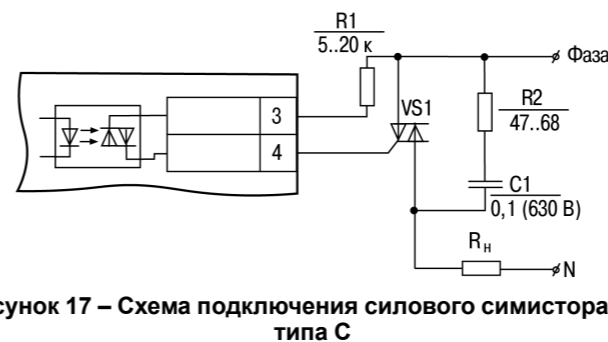 R1
5..20 к
Фаза
VS1
R2
47..68
3
4
C1
0,1 (630 В)
Rн
N
сунок 17 – Схема подключения силового симистора
типа С